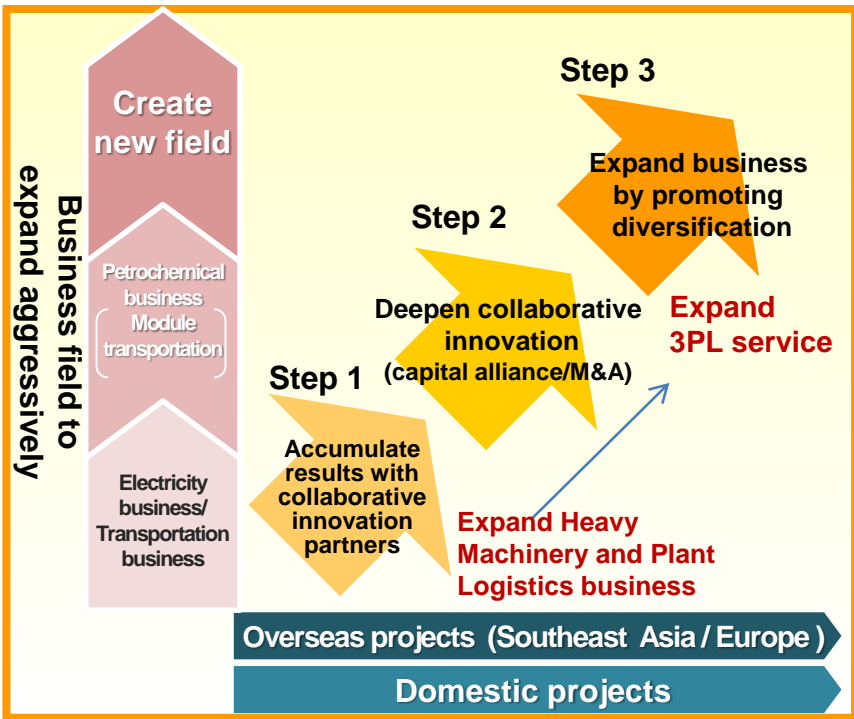 Business field to
expand aggressively
Create
new field
Petrochemical
business
Module
transportation
Electricity
business/
Transportation
business
Step 1
Accumulate
results with
collaborative
innovation
partners
Step 2
Deepen collaborative
innovation
(capital alliance/M&A)
Step 3
Expand business
by promoting
diversification
Expand
3PL service
Expand Heavy
Machinery and Plant
Logistics business
Overseas projects (Southeast Asia / Europe )
Domestic projects